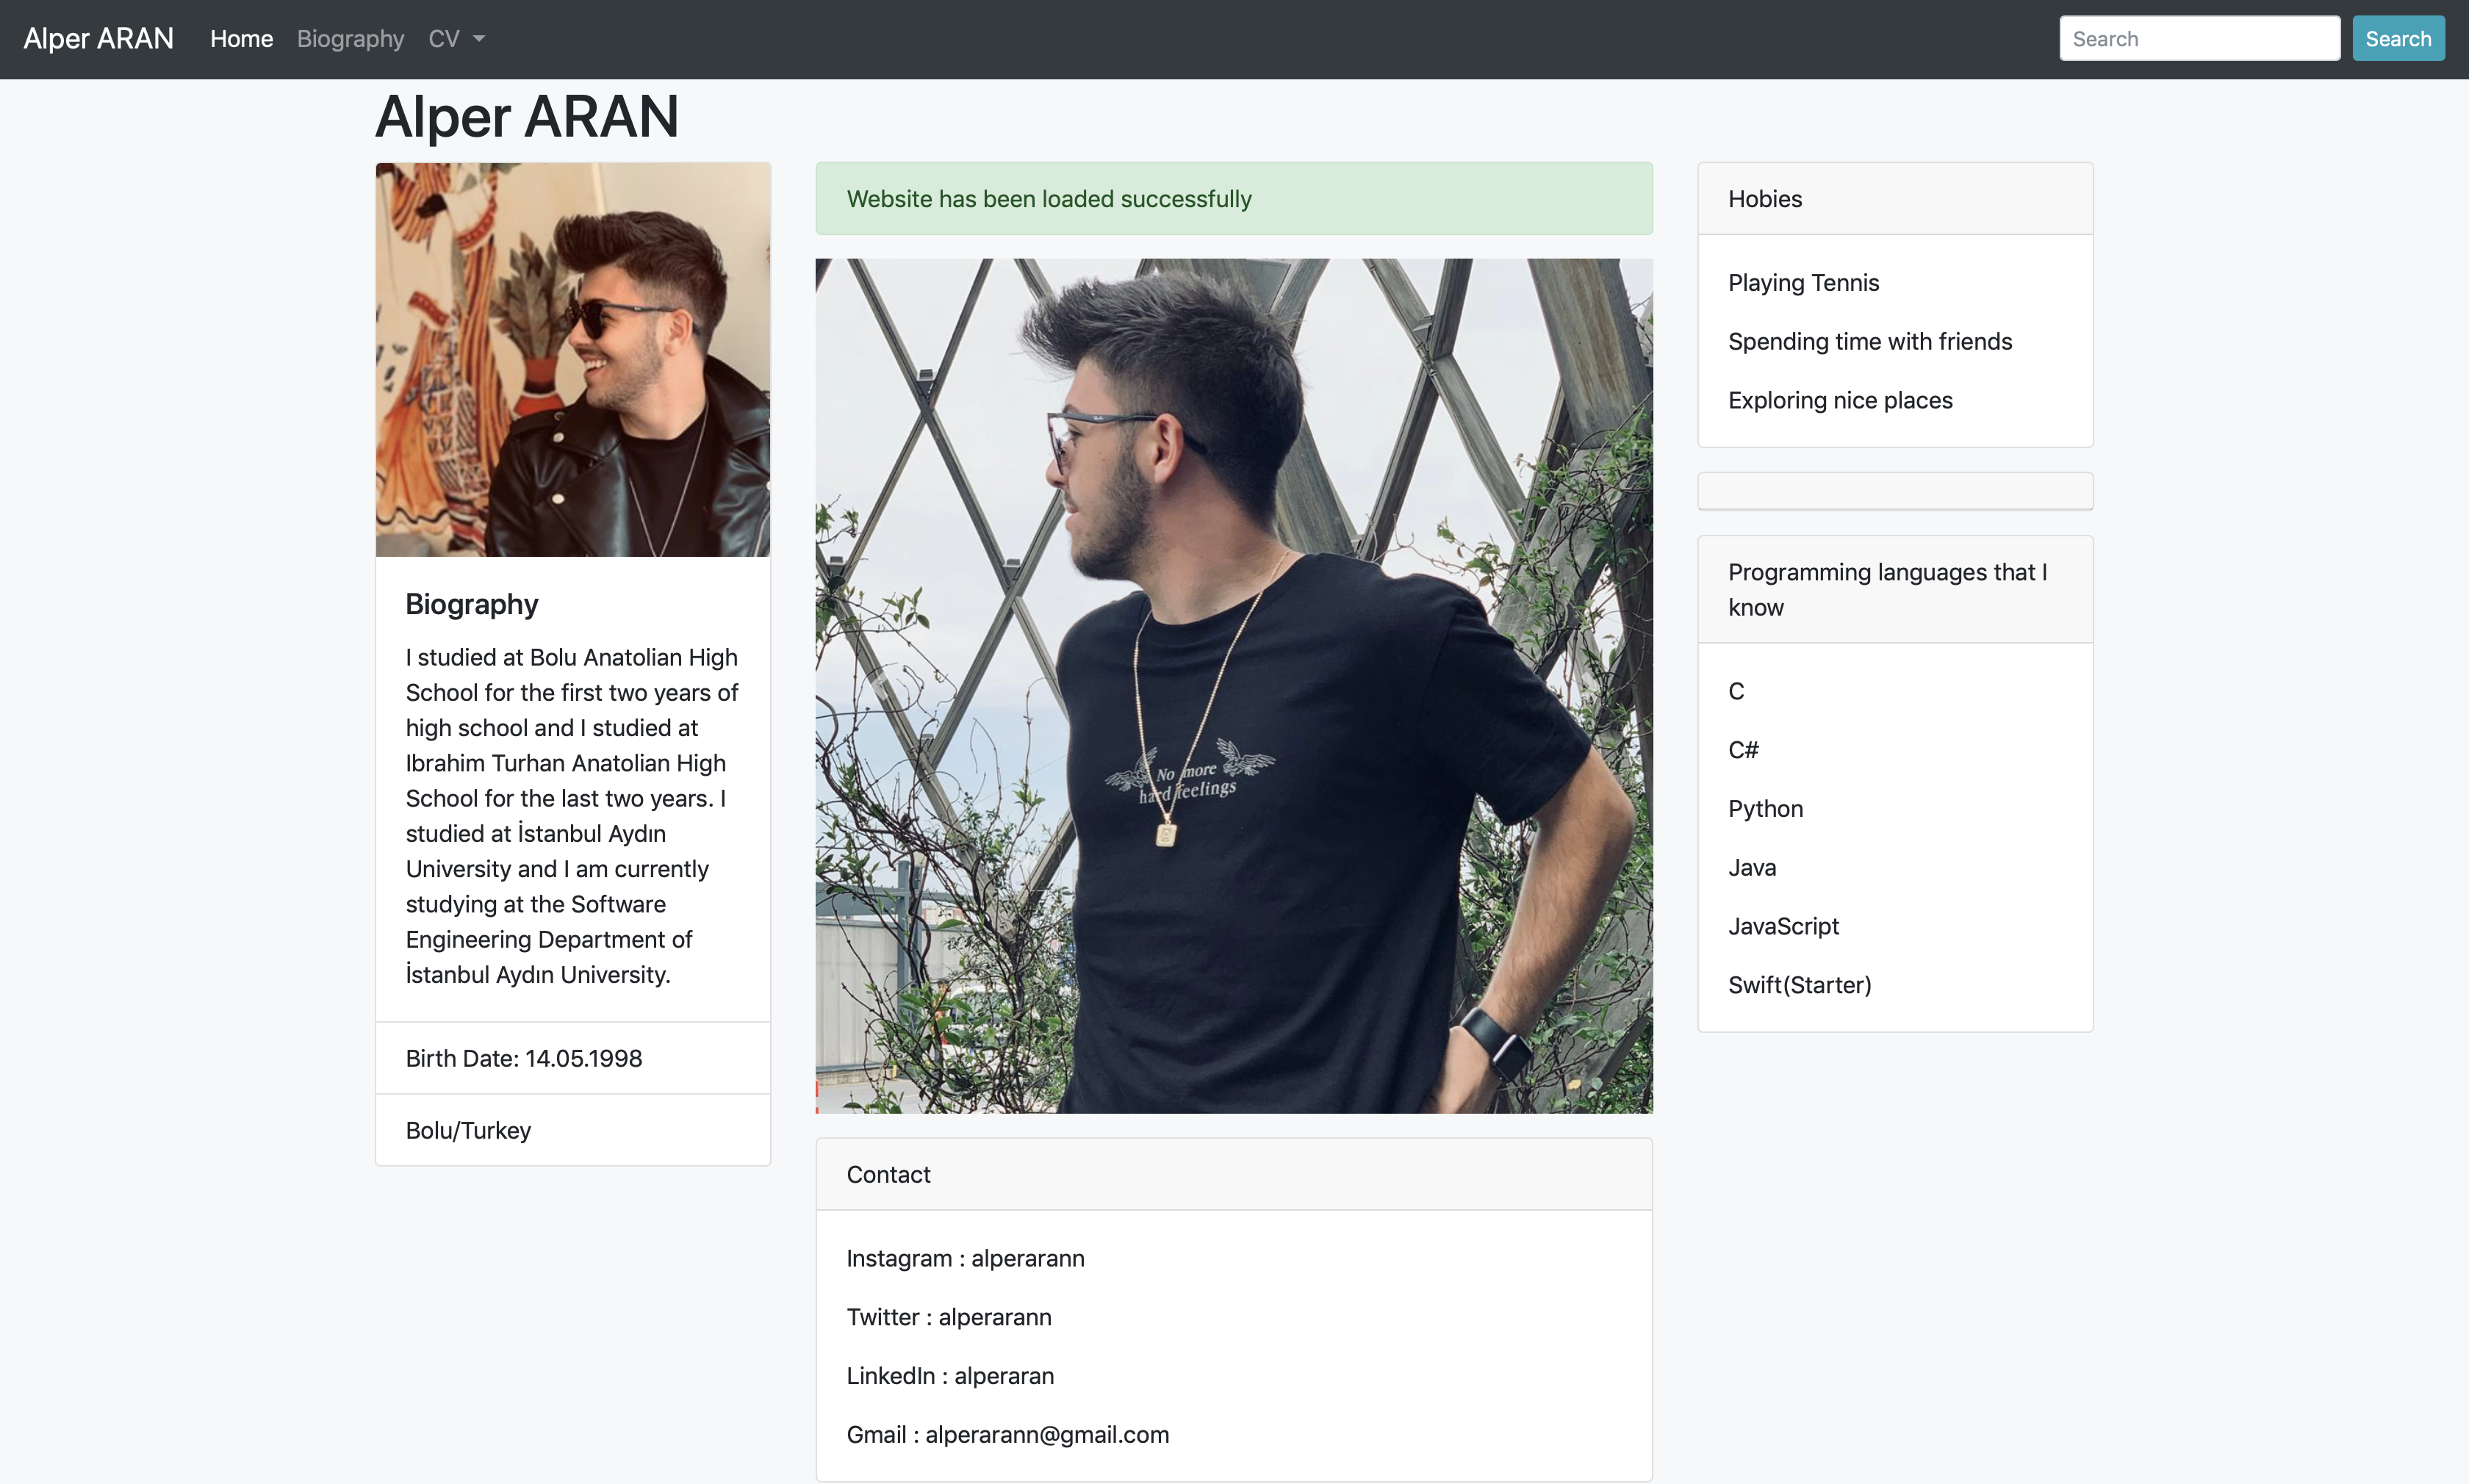 Alper ARAN Home Biography CV Search Search
Alper ARAN
Biography
I studied at Bolu Anatolian High
School for the first two years of
high school and I studied at
Ibrahim Turhan Anatolian High
School for the last two years. I
studied at İstanbul Aydın
University and I am currently
studying at the Software
Engineering Department of
İstanbul Aydın University.
Birth Date: 14.05.1998
Bolu/Turkey
Website has been loaded successfully
No more
hard feelings
Contact
Instagram : alperarann
Twitter : alperarann
LinkedIn : alperaran
Gmail : alperarann@gmail.com
Hobies
Playing Tennis
Spending time with friends
Exploring nice places
Programming languages that I
know
C
C#
Python
Java
JavaScript
Swift(Starter)